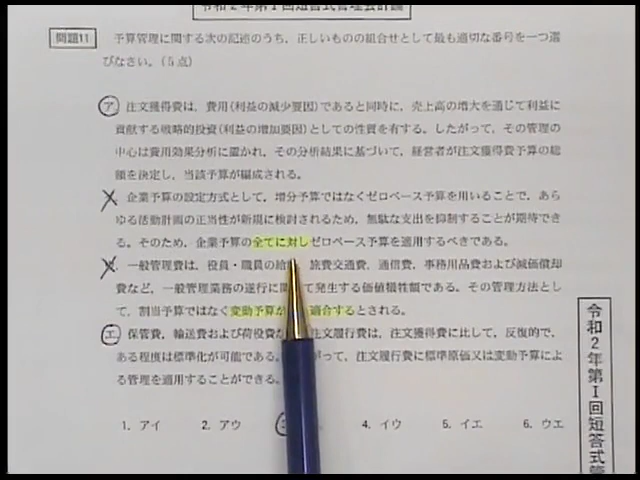 令和２年第Ⅰ回短答式管理会計論
問題11 予算管理に関する次の記述のうち，正しいものの組合せとして最も適切な番号を一つ選
びなさい。（５点）
ア．注文獲得費は，費用（利益の減少要因）であると同時に，売上高の増大を通じて利益に
貢献する戦略的投資（利益の増加要因）としての性質を有する。したがって，その管理の
中心は費用効果分析に置かれ，その分析結果に基づいて，経営者が注文獲得費予算の総
額を決定し，当該予算が編成される。
イ．企業予算の設定方式として，増分予算ではなくゼロベース予算を用いることで，あら
ゆる活動計画の正当性が新規に検討されるため，無駄な支出を抑制することが期待でき
る。そのため，企業予算の全てに対しゼロベース予算を適用するべきである。
ウ．一般管理費は，役員・職員の給 旅費交通費，通信費，事務用品費および減価償却
費など，一般管理業務の遂行に関 て発生する価値犠牲額である。その管理方法とし
て，割当予算ではなく変動予算が 適合するとされる。
エ．保管費，輸送費および荷役費 注文履行費は，注文獲得費に比して，反復的で，
ある程度は標準化が可能である。 がって，注文履行費に標準原価又は変動予算によ
る管理を適用することができる。
1．アイ 2．アウ 3 4．イウ 5．イエ 6．ウエ
令和２年第Ⅰ回短答式管